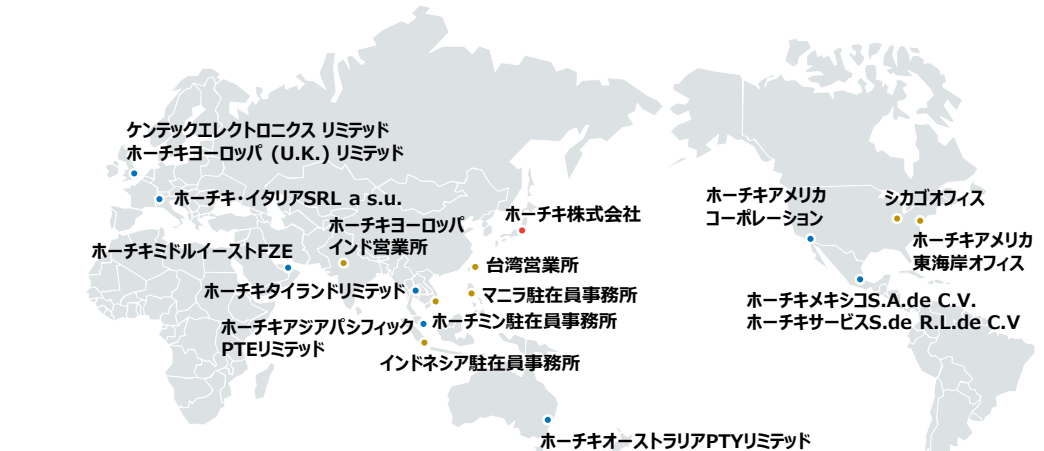 ケンテックエレクトロニクス リミテッド
ホーチキヨーロッパ (U.K.) リミテッド
ホーチキ・イタリアSRL a s.u.
ホーチキヨーロッパ
インド営業所
ホーチキ株式会社
ホーチキミドルイーストFZE
台湾営業所
ホーチキタイランドリミテッド
マニラ駐在員事務所
ホーチミン駐在員事務所
ホーチキアジアパシフィック
PTEリミテッド
インドネシア駐在員事務所
ホーチキオーストラリアPTYリミテッド
ホーチキアメリカ
コーポレーション
シカゴオフィス
ホーチキアメリカ
東海岸オフィス
ホーチキメキシコS.A.de C.V.
ホーチキサービスS.de R.L.de C.V